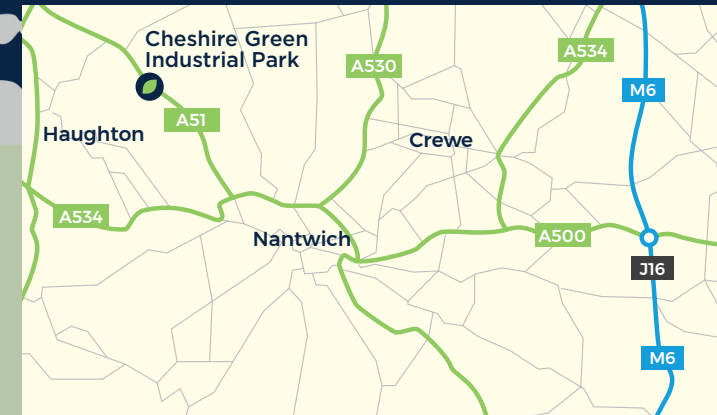 Cheshire Green
Industrial Park
A530
A534
M6
A51
Haughton
Crewe
A534
Nantwich
A500
J16
M6